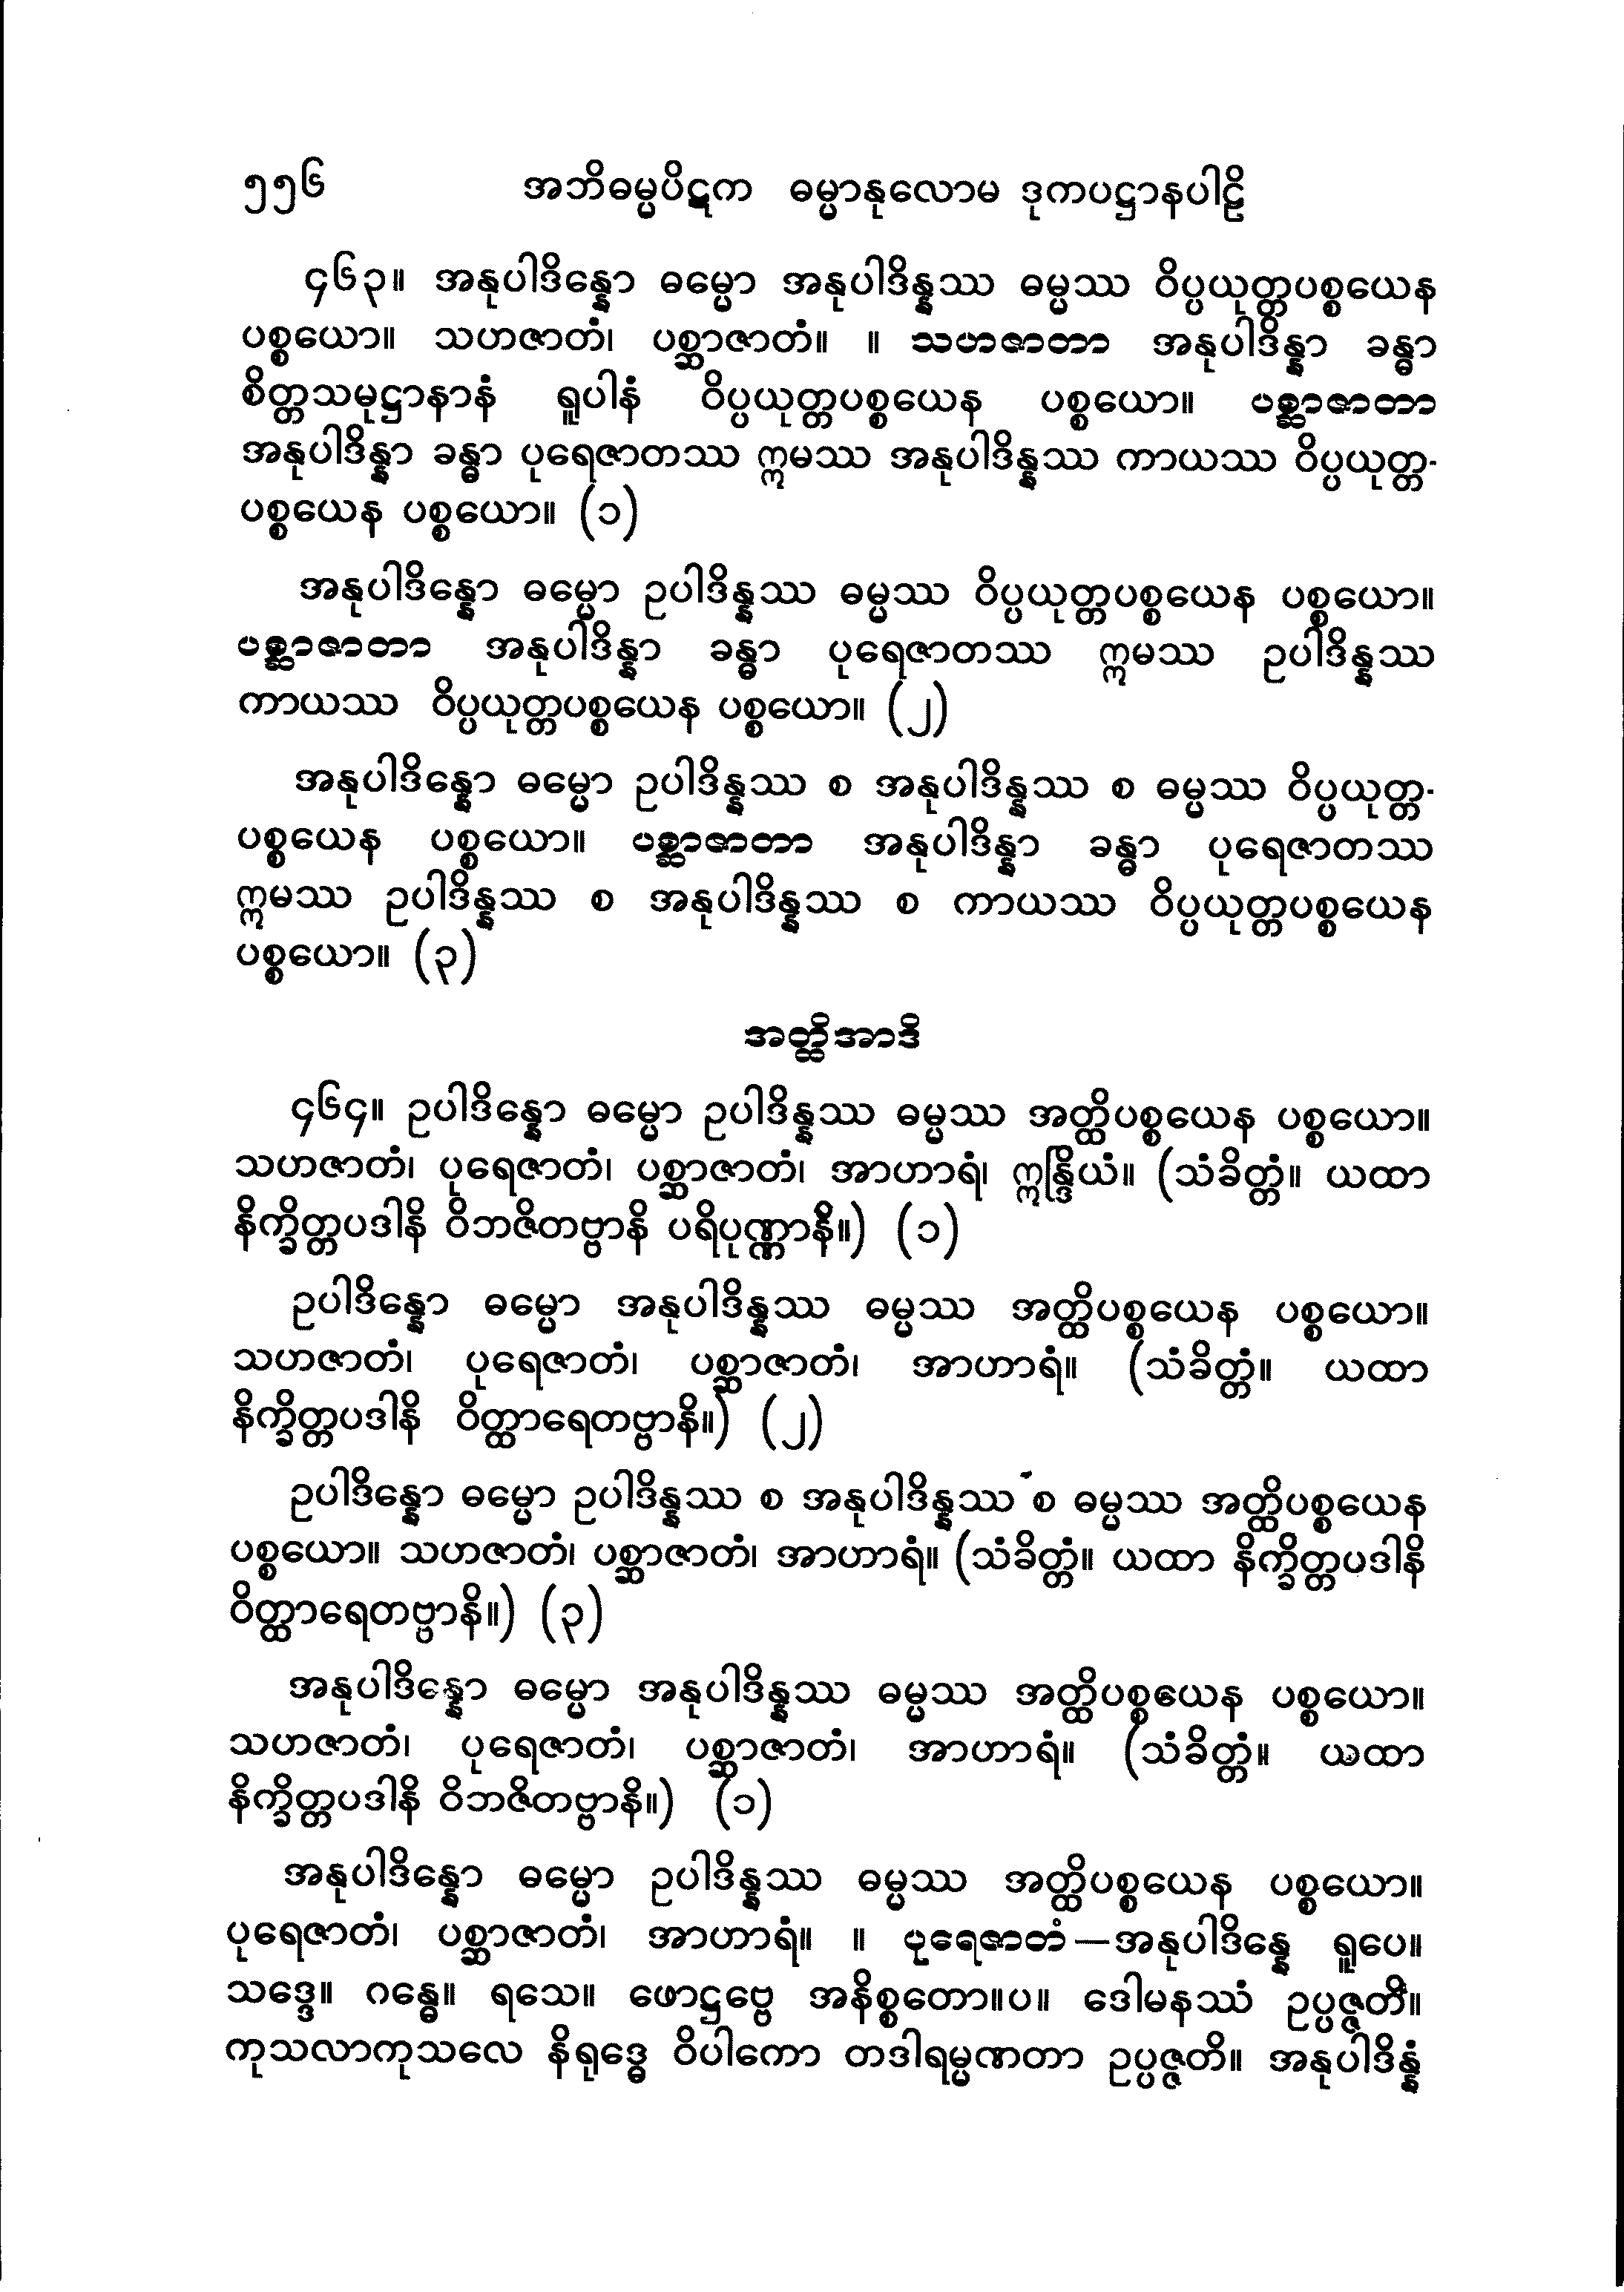 ၅၅၆ အဘိဓမ္မပိဋက ဓမ္မာနုလောမ ဒုကပဋ္ဌာနပါဠိ
၄၆၃။ အနုပါဒိန္နော ဓမ္မော အနုပါဒိန္နဿ ဓမ္မဿ ဝိပ္ပယုတ္တပစ္စယေန
ပစ္စယော။ သဟဇာတံ၊ ပစ္ဆာဇာတံ။ ။ သဟဇာတာ အနုပါဒိန္နာ ခန္ဓာ
စိတ္တသမုဋ္ဌာနာနံ ရူပါနံ ဝိပ္ပယုတ္တပစ္စယေန ပစ္စယော။ ပစ္ဆာဇာတာ
အနုပါဒိန္နာ ခန္ဓာ ပုရေဇာတဿ ဣမဿ အနုပါဒိန္နဿ ကာယဿ ဝိပ္ပယုတ္တ-
ပစ္စယေန ပစ္စယော။ (၁)
အနုပါဒိန္နော ဓမ္မော ဥပါဒိန္နဿ ဓမ္မဿ ဝိပ္ပယုတ္တပစ္စယေန ပစ္စယော။
ပစ္ဆာဇာတာ အနုပါဒိန္နာ ခန္ဓာ ပုရေဇာတဿ ဣမဿ ဥပါဒိန္နဿ
ကာယဿ ဝိပ္ပယုတ္တပစ္စယေန ပစ္စယော။ (၂)
အနုပါဒိန္နော ဓမ္မော ဥပါဒိန္နဿ စ အနုပါဒိန္နဿ စ ဓမ္မဿ ဝိပ္ပယုတ္တ-
ပစ္စယေန ပစ္စယော။ ပစ္ဆာဇာတာ အနုပါဒိန္နာ ခန္ဓာ ပုရေဇာတဿ
ဣမဿ ဥပါဒိန္နဿ စ အနုပါဒိန္နဿ စ ကာယဿ ဝိပ္ပယုတ္တပစ္စယေန
ပစ္စယော။ (၃)
အတ္ထိအာဒိ
၄၆၄။ ဥပါဒိန္နော ဓမ္မော ဥပါဒိန္နဿ ဓမ္မဿ အတ္ထိပစ္စယေန ပစ္စယော။
သဟဇာတံ၊ ပုရေဇာတံ၊ ပစ္ဆာဇာတံ၊ အာဟာရံ၊ ဣန္ဒြိယံ။ (သံခိတ္တံ။ ယထာ
နိက္ခိတ္တပဒါနိ ဝိဘဇိတဗ္ဗာနိ ပရိပုဏ္ဏာနိ။) (၁)
ဥပါဒိန္နော ဓမ္မော အနုပါဒိန္နဿ ဓမ္မဿ အတ္ထိပစ္စယေန ပစ္စယော။
သဟဇာတံ၊ ပုရေဇာတံ၊ ပစ္ဆာဇာတံ၊ အာဟာရံ။ (သံခိတ္တံ။ ယထာ
နိက္ခိတ္တပဒါနိ ဝိတ္ထာရေတဗ္ဗာနိ။) (၂)
ဥပါဒိန္နော ဓမ္မော ဥပါဒိန္နဿ စ အနုပါဒိန္နဿ စ ဓမ္မဿ အတ္ထိပစ္စယေန
ပစ္စယော။ သဟဇာတံ၊ ပစ္ဆာဇာတံ၊ အာဟာရံ။ (သံခိတ္တံ။ ယထာ နိက္ခိတ္တပဒါနိ
ဝိတ္ထာရေတဗ္ဗာနိ။) (၃)
အနုပါဒိန္နော ဓမ္မော အနုပါဒိန္နဿ ဓမ္မဿ အတ္ထိပစ္စယေန ပစ္စယော။
သဟဇာတံ၊ ပုရေဇာတံ၊ ပစ္ဆာဇာတံ၊ အာဟာရံ။ (သံခိတ္တံ။ ယထာ
နိက္ခိတ္တပဒါနိ ဝိဘဇိတဗ္ဗာနိ။) (၁)
အနုပါဒိန္နော ဓမ္မော ဥပါဒိန္နဿ ဓမ္မဿ အတ္ထိပစ္စယေန ပစ္စယော။
ပုရေဇာတံ၊ ပစ္ဆာဇာတံ၊ အာဟာရံ။ ။ ပုရေဇာတံ—အနုပါဒိန္နေ ရူပေ။
သဒ္ဒေ။ ဂန္ဓေ။ ရသေ။ ဖောဋ္ဌဗ္ဗေ အနိစ္စတော။ပ။ ဒေါမနဿံ ဥပ္ပဇ္ဇတိ။
ကုသလာကုသလေ နိရုဒ္ဓေ ဝိပါကော တဒါရမ္မဏတာ ဥပ္ပဇ္ဇတိ။ အနုပါဒိန္နံ